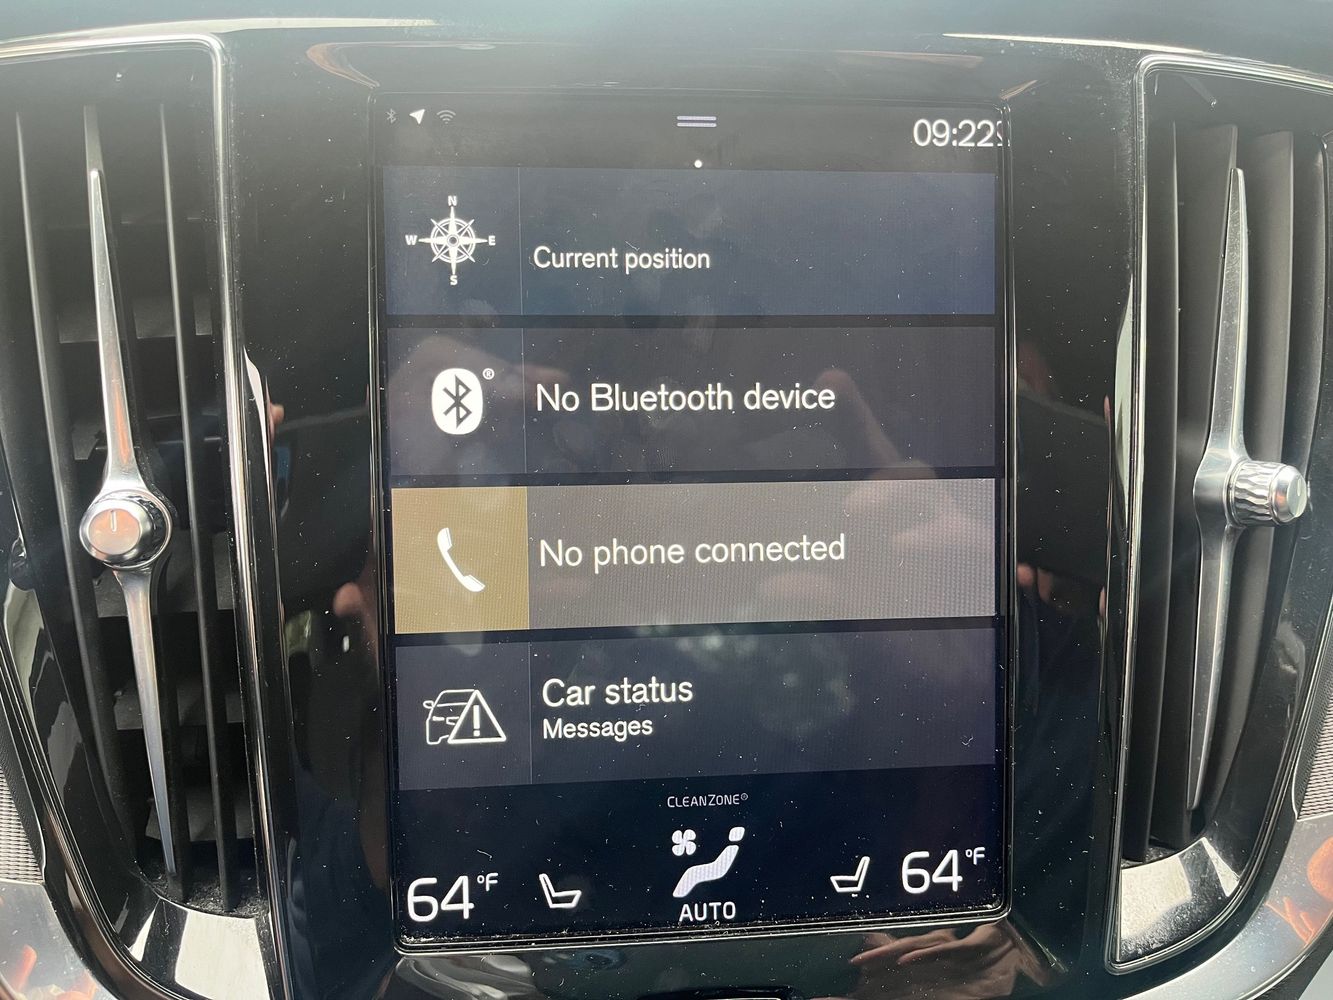 09:22
N
W E
S
Current position
No Bluetooth device
®
No phone connected
Car status
Messages
CLEANZONE®
64°F
64°F
AUTO